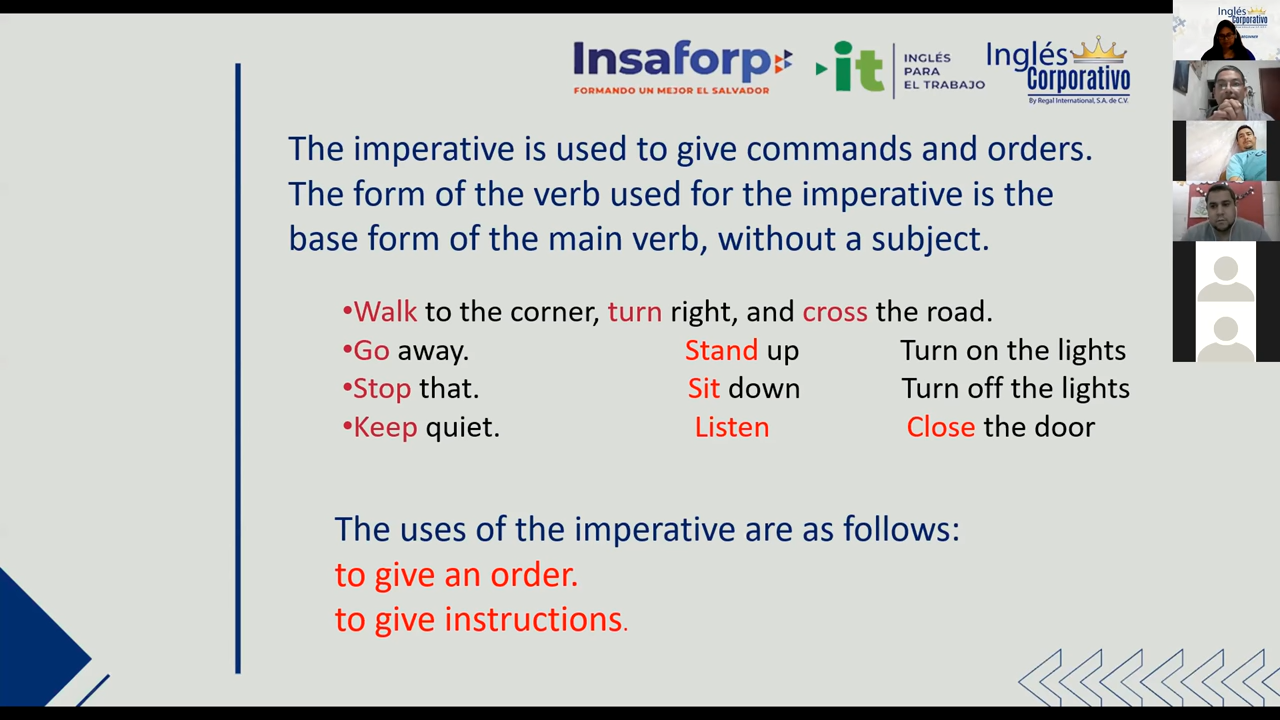 Insaforp
FORMANDO UN MEJOR EL SALVADOR
it
INGLÉS
PARA
EL TRABAJO
Inglés
Corporativo
By Regal International, S.A. de C.V.
Inglés
Corporativo
The imperative is used to give commands and orders.
The form of the verb used for the imperative is the
base form of the main verb, without a subject.
•Walk to the corner, turn right, and cross the road.
•Go away. Stand up Turn on the lights
•Stop that. Sit down Turn off the lights
•Keep quiet. Listen Close the door
The uses of the imperative are as follows:
to give an order.
to give instructions.